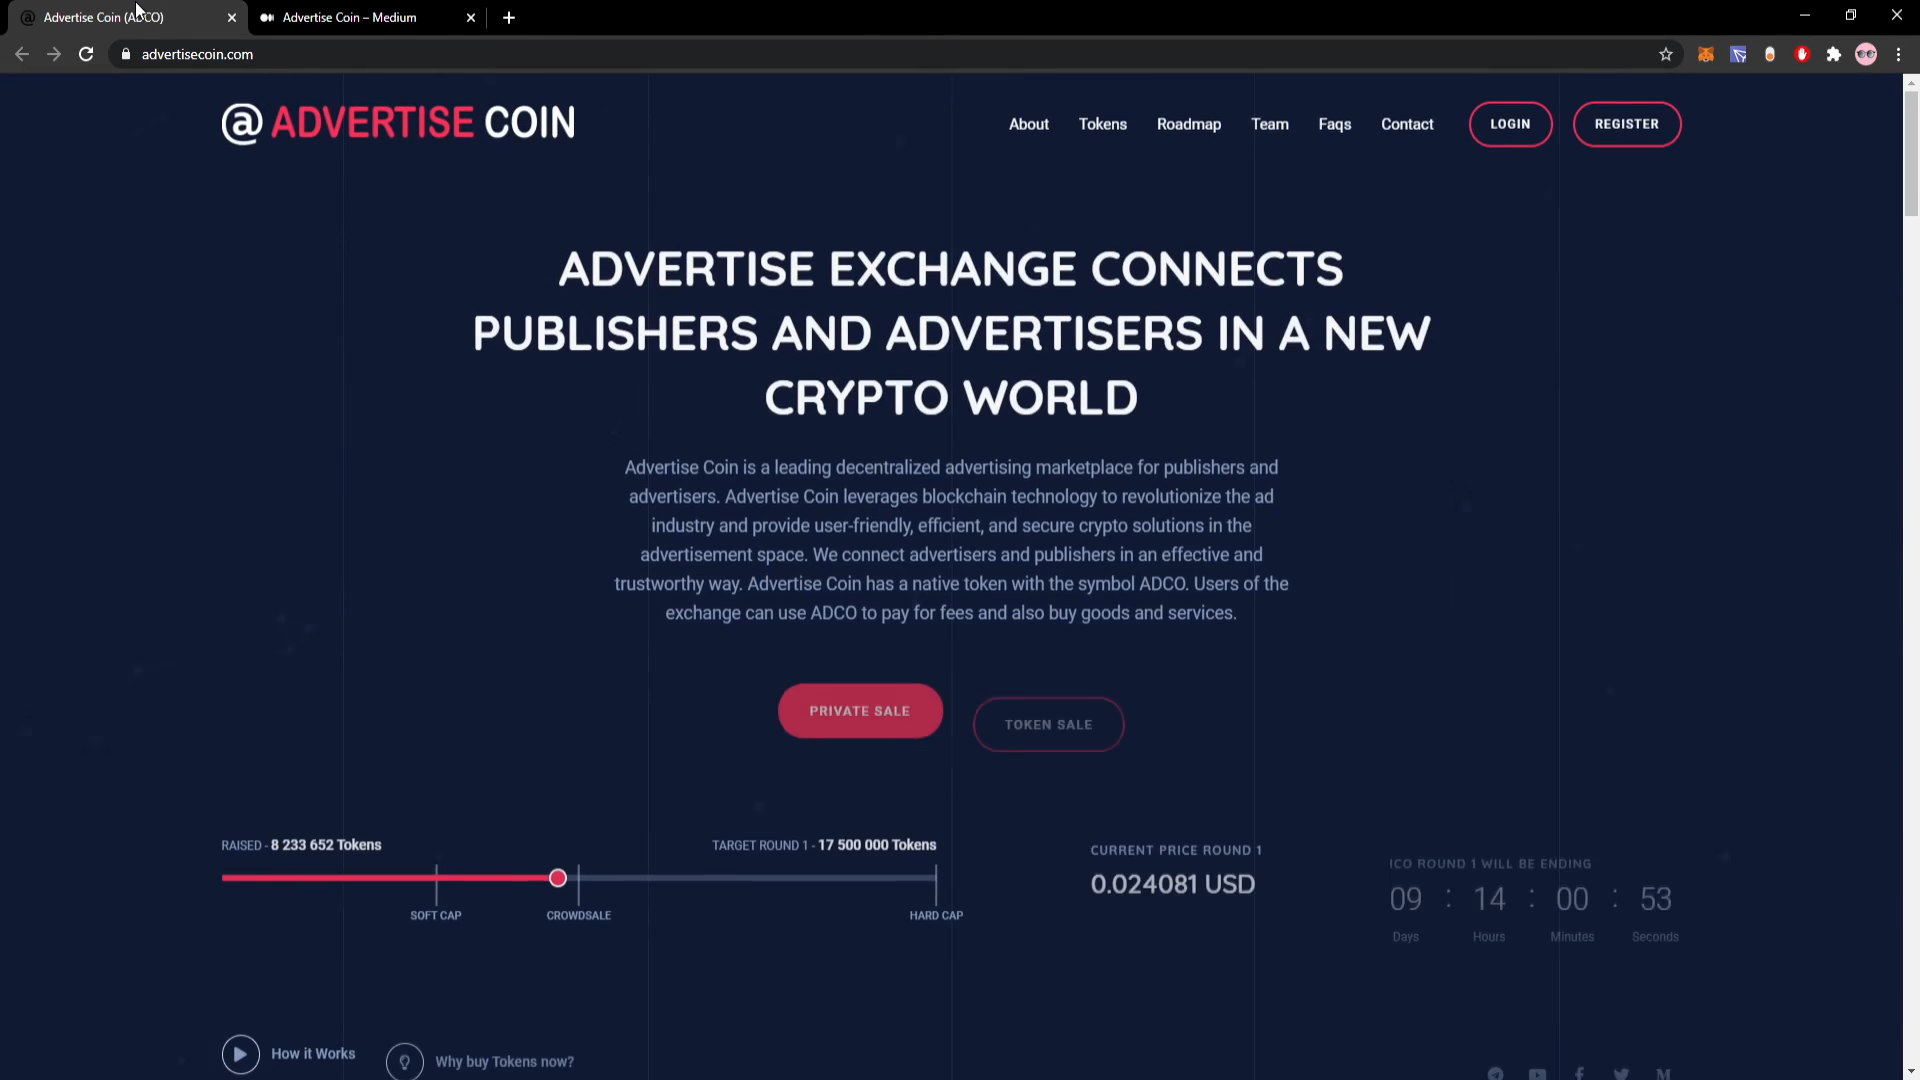 Advertise Coin (ADCO)
Advertise Coin – Medium
advertisecoin.com
@ ADVERTISE COIN
About
Tokens
Roadmap
Team
Faqs
Contact
LOGIN
REGISTER
ADVERTISE EXCHANGE CONNECTS
PUBLISHERS AND ADVERTISERS IN A NEW
CRYPTO WORLD
Advertise Coin is a leading decentralized advertising marketplace for publishers and
advertisers. Advertise Coin leverages blockchain technology to revolutionize the ad
industry and provide user-friendly, efficient, and secure crypto solutions in the
advertisement space. We connect advertisers and publishers in an effective and
trustworthy way. Advertise Coin has a native token with the symbol ADCO. Users of the
exchange can use ADCO to pay for fees and also buy goods and services.
PRIVATE SALE
TOKEN SALE
RAISED - 8 233 652 Tokens
TARGET ROUND 1 - 17 500 000 Tokens
SOFT CAP
CROWDSALE
HARD CAP
CURRENT PRICE ROUND 1
0.024081 USD
ICO ROUND 1 WILL BE ENDING
09 : 14 : 00 : 53
Days Hours Minutes Seconds
How it Works
Why buy Tokens now?